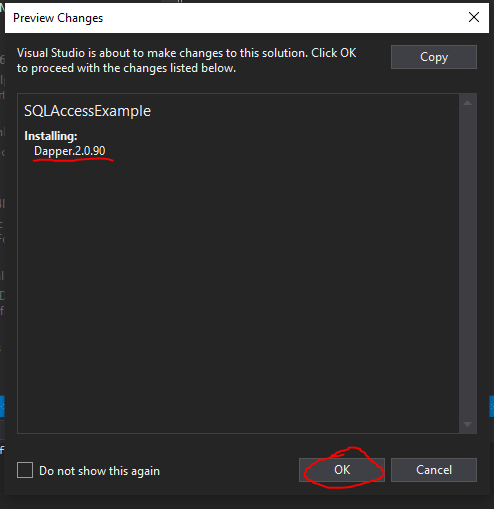 Preview Changes
Visual Studio is about to make changes to this solution. Click OK
to proceed with the changes listed below.
Copy
SQLAccessExample
Installing:
Dapper.2.0.90
Do not show this again
OK
Cancel